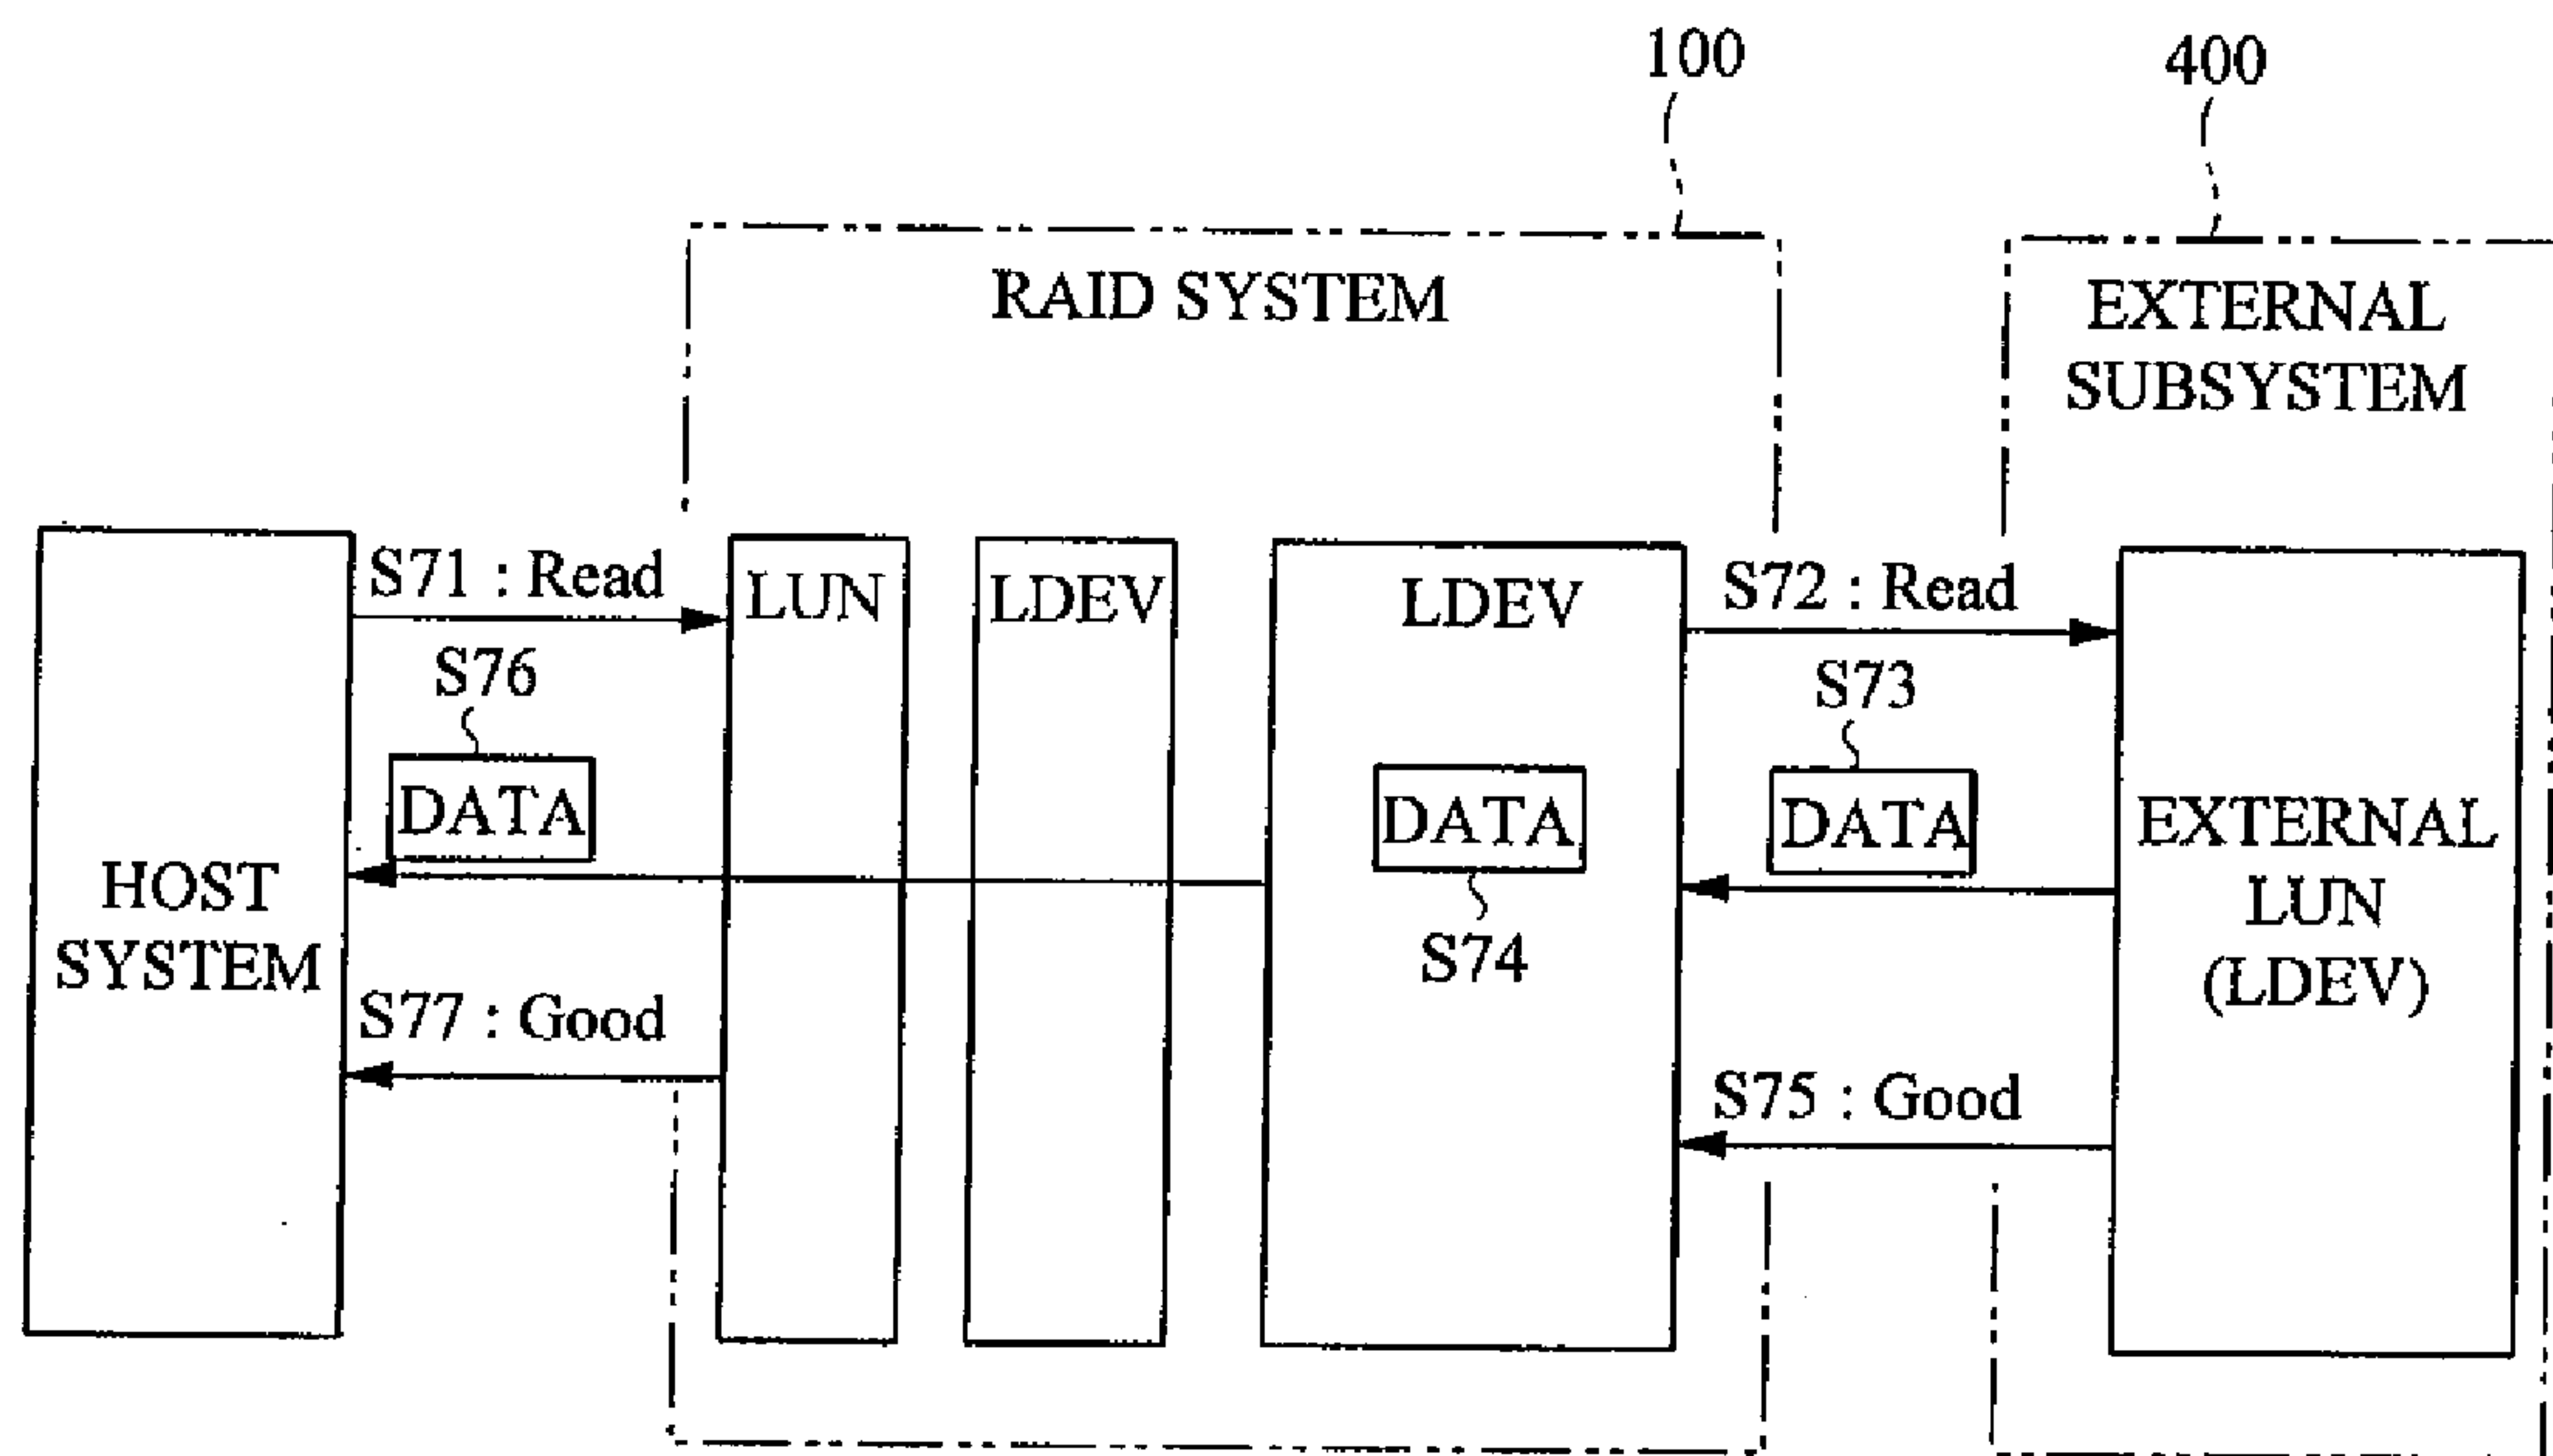 100
400
RAID SYSTEM
EXTERNAL
SUBSYSTEM
S71 : Read
LUN
LDEV
LDEV
S72 : Read
S76
S73
DATA
DATA
DATA
HOST
SYSTEM
EXTERNAL
LUN
(LDEV)
S74
S77 : Good
S75 : Good